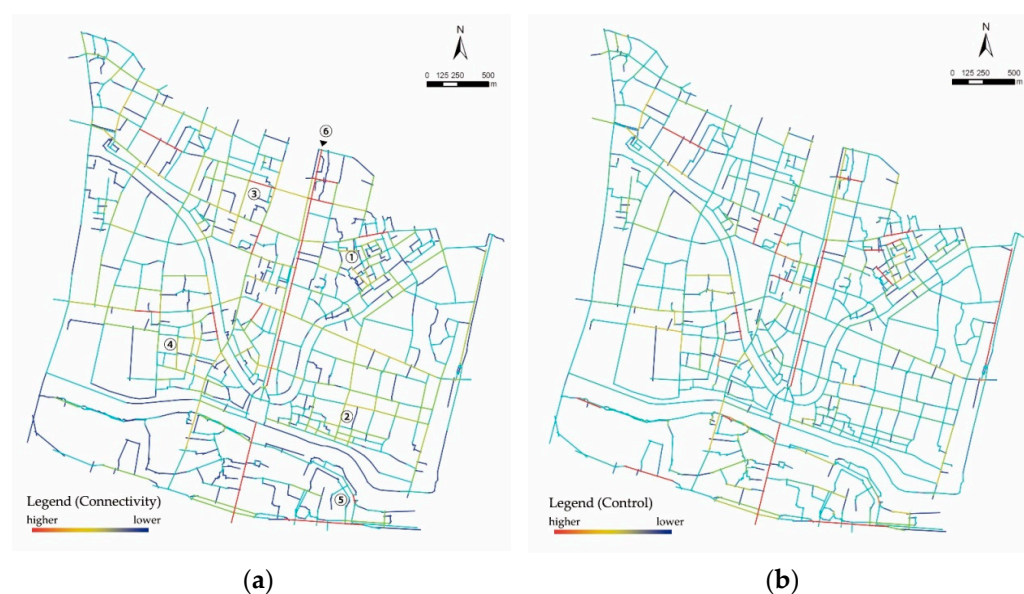 N
0 125 250 500
m
⑥
③
①
④
②
⑤
Legend (Connectivity)
higher lower
(a)
N
0 125 250 500
m
Legend (Control)
higher lower
(b)